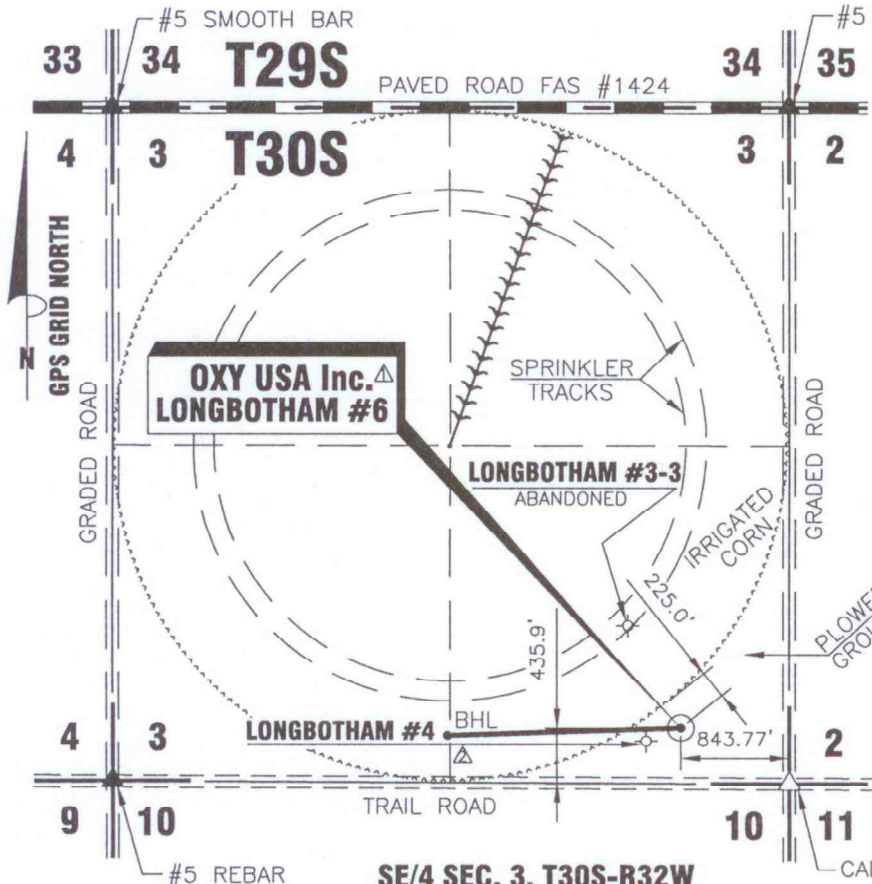 #5 SMOOTH BAR
#5
33 34 T29S 34 35
PAVED ROAD FAS #1424
4 3 T30S 3 2
GPS GRID NORTH
N
OXY USA Inc. 1
LONGBOTHAM #6
SPRINKLER
TRACKS
GRADED ROAD
GRADED ROAD
LONGBOTHAM #3-3
ABANDONED
IRRIGATED
CORN
225.0'
435.9'
LONGBOTHAM #4
BHL
2
843.77'
4 3 2
TRAIL ROAD
9 10 10 11
#5 REBAR
SE/4 SEC. 3, T30S-R32W